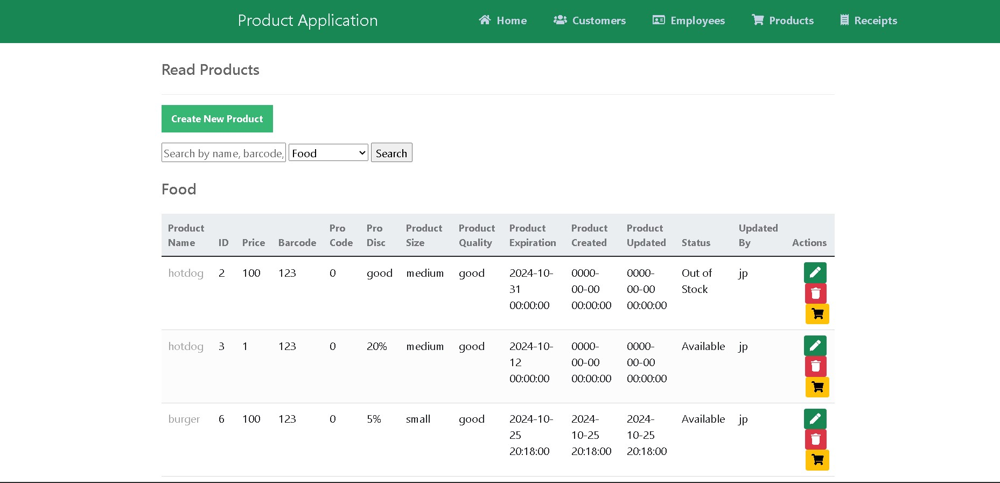 Product Application Home Customers Employees Products Receipts
Read Products
Create New Product
Search by name, barcode, Food Search
Food
Product Name ID Price Barcode Pro Code Pro Disc Product Size Product Quality Product Expiration Product Created Product Updated Status Updated By Actions
hotdog 2 100 123 0 good medium good 2024-10-31 00:00:00 0000-00-00 00:00:00 0000-00-00 00:00:00 Out of Stock jp
hotdog 3 1 123 0 20% medium good 2024-10-12 00:00:00 0000-00-00 00:00:00 0000-00-00 00:00:00 Available jp
burger 6 100 123 0 5% small good 2024-10-25 20:18:00 2024-10-25 20:18:00 2024-10-25 20:18:00 Available jp